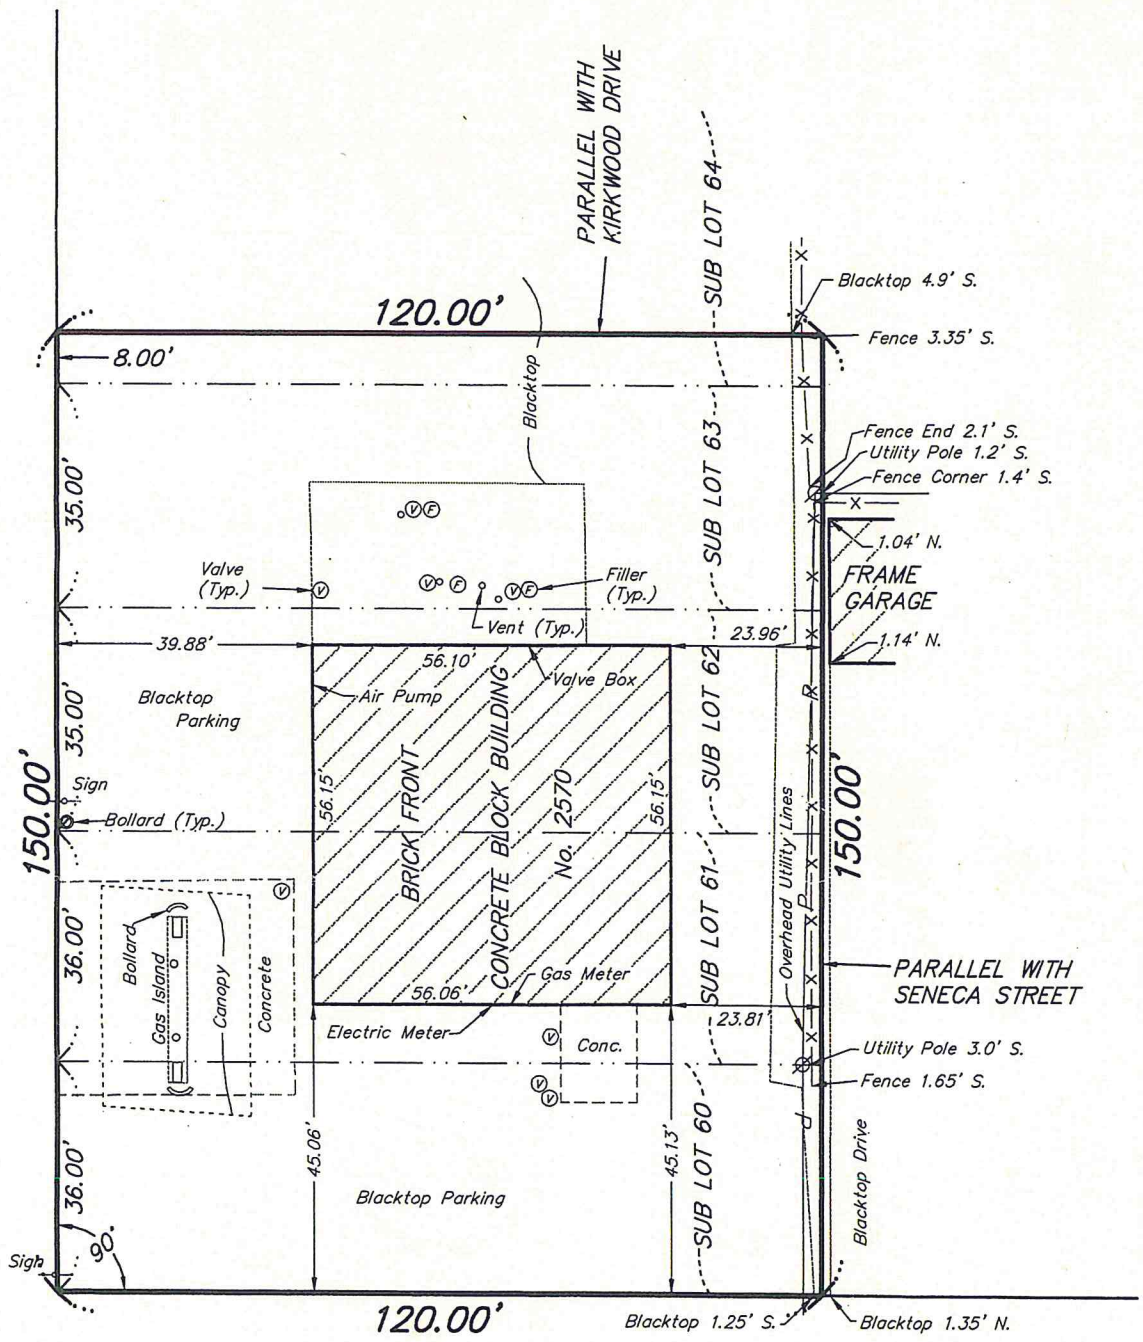 PARALLEL WITH
KIRKWOOD DRIVE
SUB LOT 64
Blacktop 4.9' S.
120.00'
Fence 3.35' S.
8.00'
Blacktop
SUB LOT 63
Fence End 2.1' S.
Utility Pole 1.2' S.
Fence Corner 1.4' S.
X
35.00'
V F
1.04' N.
Valve
(Typ.)
V
V F
V F
Filler
(Typ.)
FRAME
GARAGE
Vent (Typ.)
39.88'
23.96'
1.14' N.
56.10'
Valve Box
SUB LOT 62
Air Pump
Blacktop
Parking
35.00'
150.00'
Sign
Bollard (Typ.)
56.15'
BRICK FRONT
CONCRETE BLOCK BUILDING
No. 2570
56.15'
P
Overhead Utility Lines
150.00'
SUB LOT 61
P
36.00'
V
Bollard
Gas Island
Canopy
Concrete
Gas Meter
56.06'
PARALLEL WITH
SENECA STREET
23.81'
Electric Meter
V
Conc.
Utility Pole 3.0' S.
Fence 1.65' S.
V
V
P
SUB LOT 60
45.06'
45.13'
36.00'
Blacktop Parking
Blacktop Drive
90°
Sign
120.00'
Blacktop 1.25' S.
Blacktop 1.35' N.